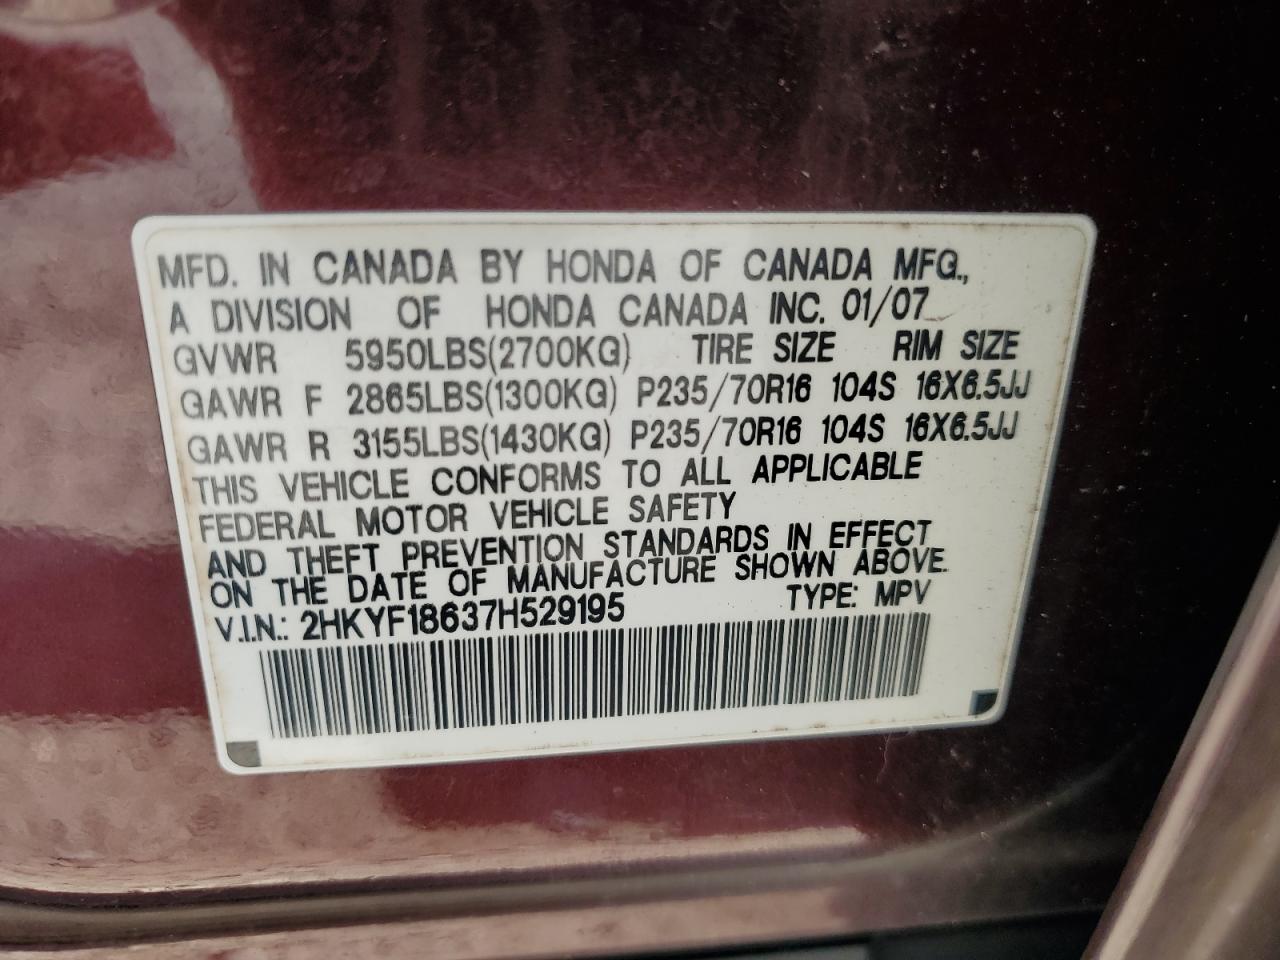 MFD. IN CANADA BY HONDA OF CANADA MFG.,
A DIVISION OF HONDA CANADA INC. 01/07
GVWR 5950LBS(2700KG) TIRE SIZE RIM SIZE
GAWR F 2865LBS(1300KG) P235/70R16 104S 16X6.5JJ
GAWR R 3155LBS(1430KG) P235/70R16 104S 16X6.5JJ
THIS VEHICLE CONFORMS TO ALL APPLICABLE
FEDERAL MOTOR VEHICLE SAFETY
AND THEFT PREVENTION STANDARDS IN EFFECT
ON THE DATE OF MANUFACTURE SHOWN ABOVE.
V.I.N.: 2HKYF18637H529195 TYPE: MPV